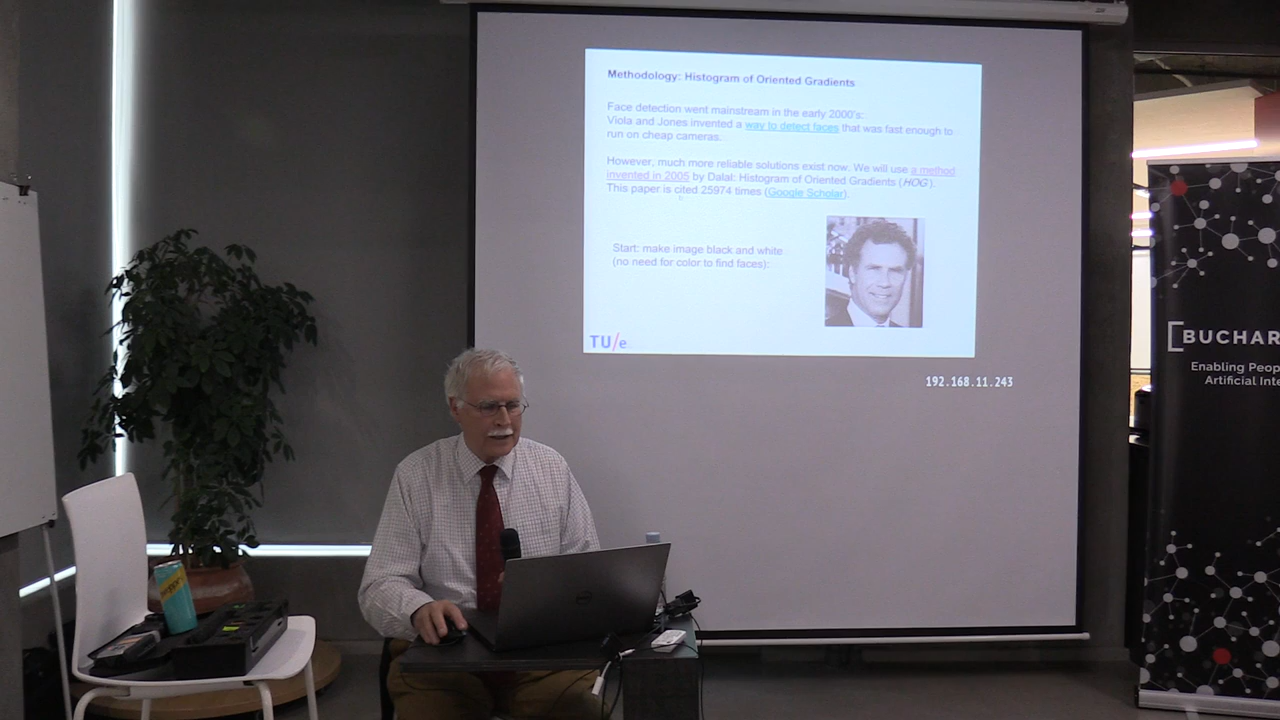 Methodology: Histogram of Oriented Gradients
Face detection went mainstream in the early 2000's:
Viola and Jones invented a way to detect faces that was fast enough to
run on cheap cameras.
However, much more reliable solutions exist now. We will use a method
invented in 2005 by Dalal: Histogram of Oriented Gradients (HOG).
This paper is cited 25974 times (Google Scholar).
Start: make image black and white
(no need for color to find faces):
TU/e
192.168.11.243
[BUCHAR
Enabling Peop
Artificial Inte
DELL